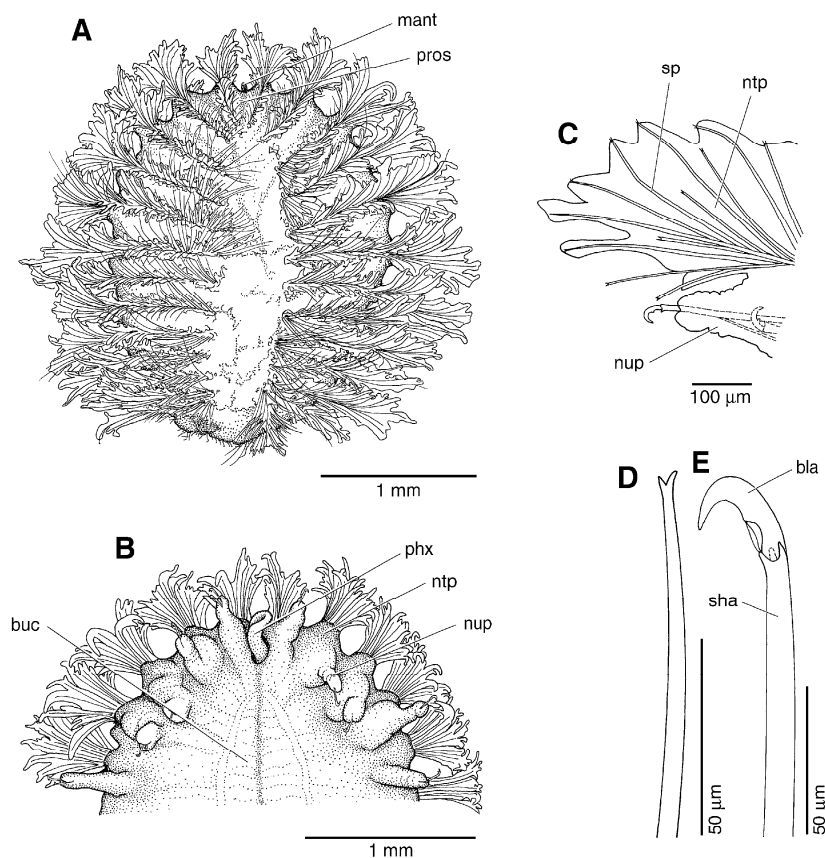 A
mant
pros
1 mm
B
phx
ntp
nup
buc
1 mm
C
sp
ntp
nup
100 μm
D
50 μm
E
bla
sha
50 μm